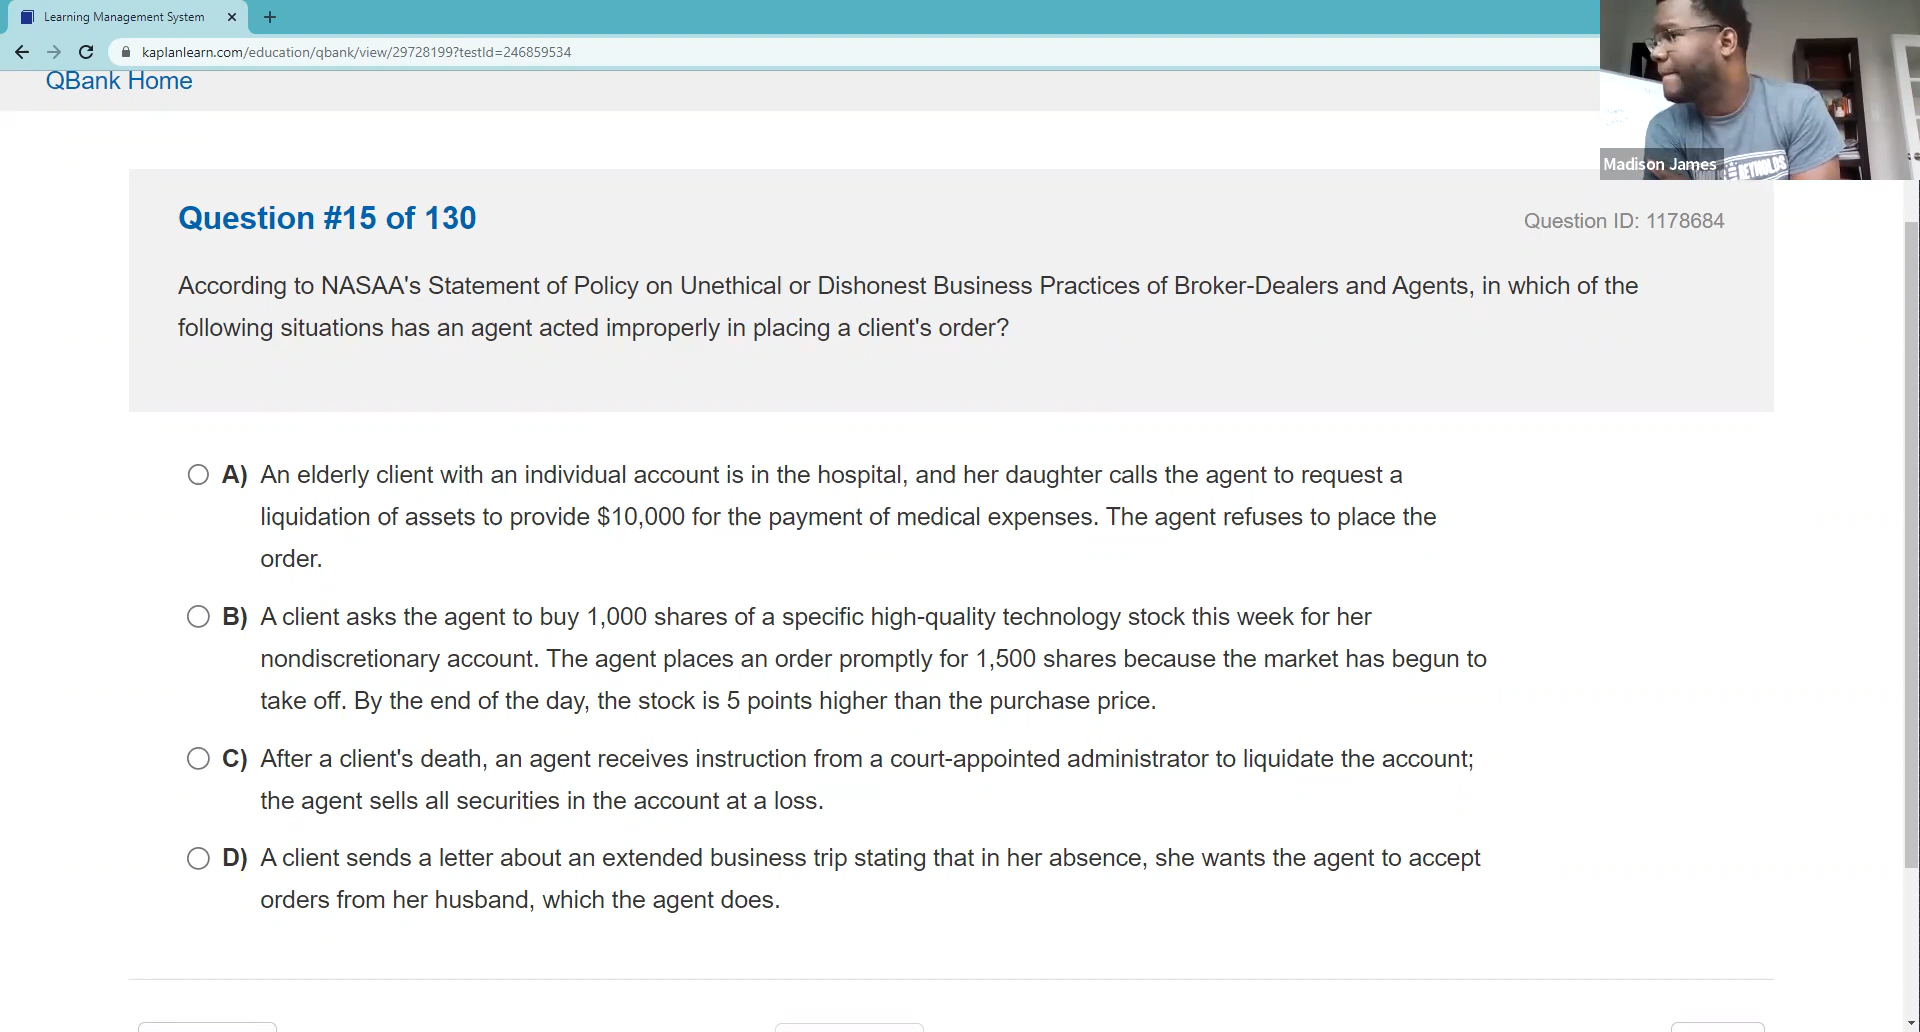 Learning Management System
kaplanlearn.com/education/qbank/view/29728199?testId=246859534
QBank Home
Madison James
REYNOLDS
Question #15 of 130
Question ID: 1178684
According to NASAA's Statement of Policy on Unethical or Dishonest Business Practices of Broker-Dealers and Agents, in which of the
following situations has an agent acted improperly in placing a client's order?
A) An elderly client with an individual account is in the hospital, and her daughter calls the agent to request a
liquidation of assets to provide $10,000 for the payment of medical expenses. The agent refuses to place the
order.
B) A client asks the agent to buy 1,000 shares of a specific high-quality technology stock this week for her
nondiscretionary account. The agent places an order promptly for 1,500 shares because the market has begun to
take off. By the end of the day, the stock is 5 points higher than the purchase price.
C) After a client's death, an agent receives instruction from a court-appointed administrator to liquidate the account;
the agent sells all securities in the account at a loss.
D) A client sends a letter about an extended business trip stating that in her absence, she wants the agent to accept
orders from her husband, which the agent does.